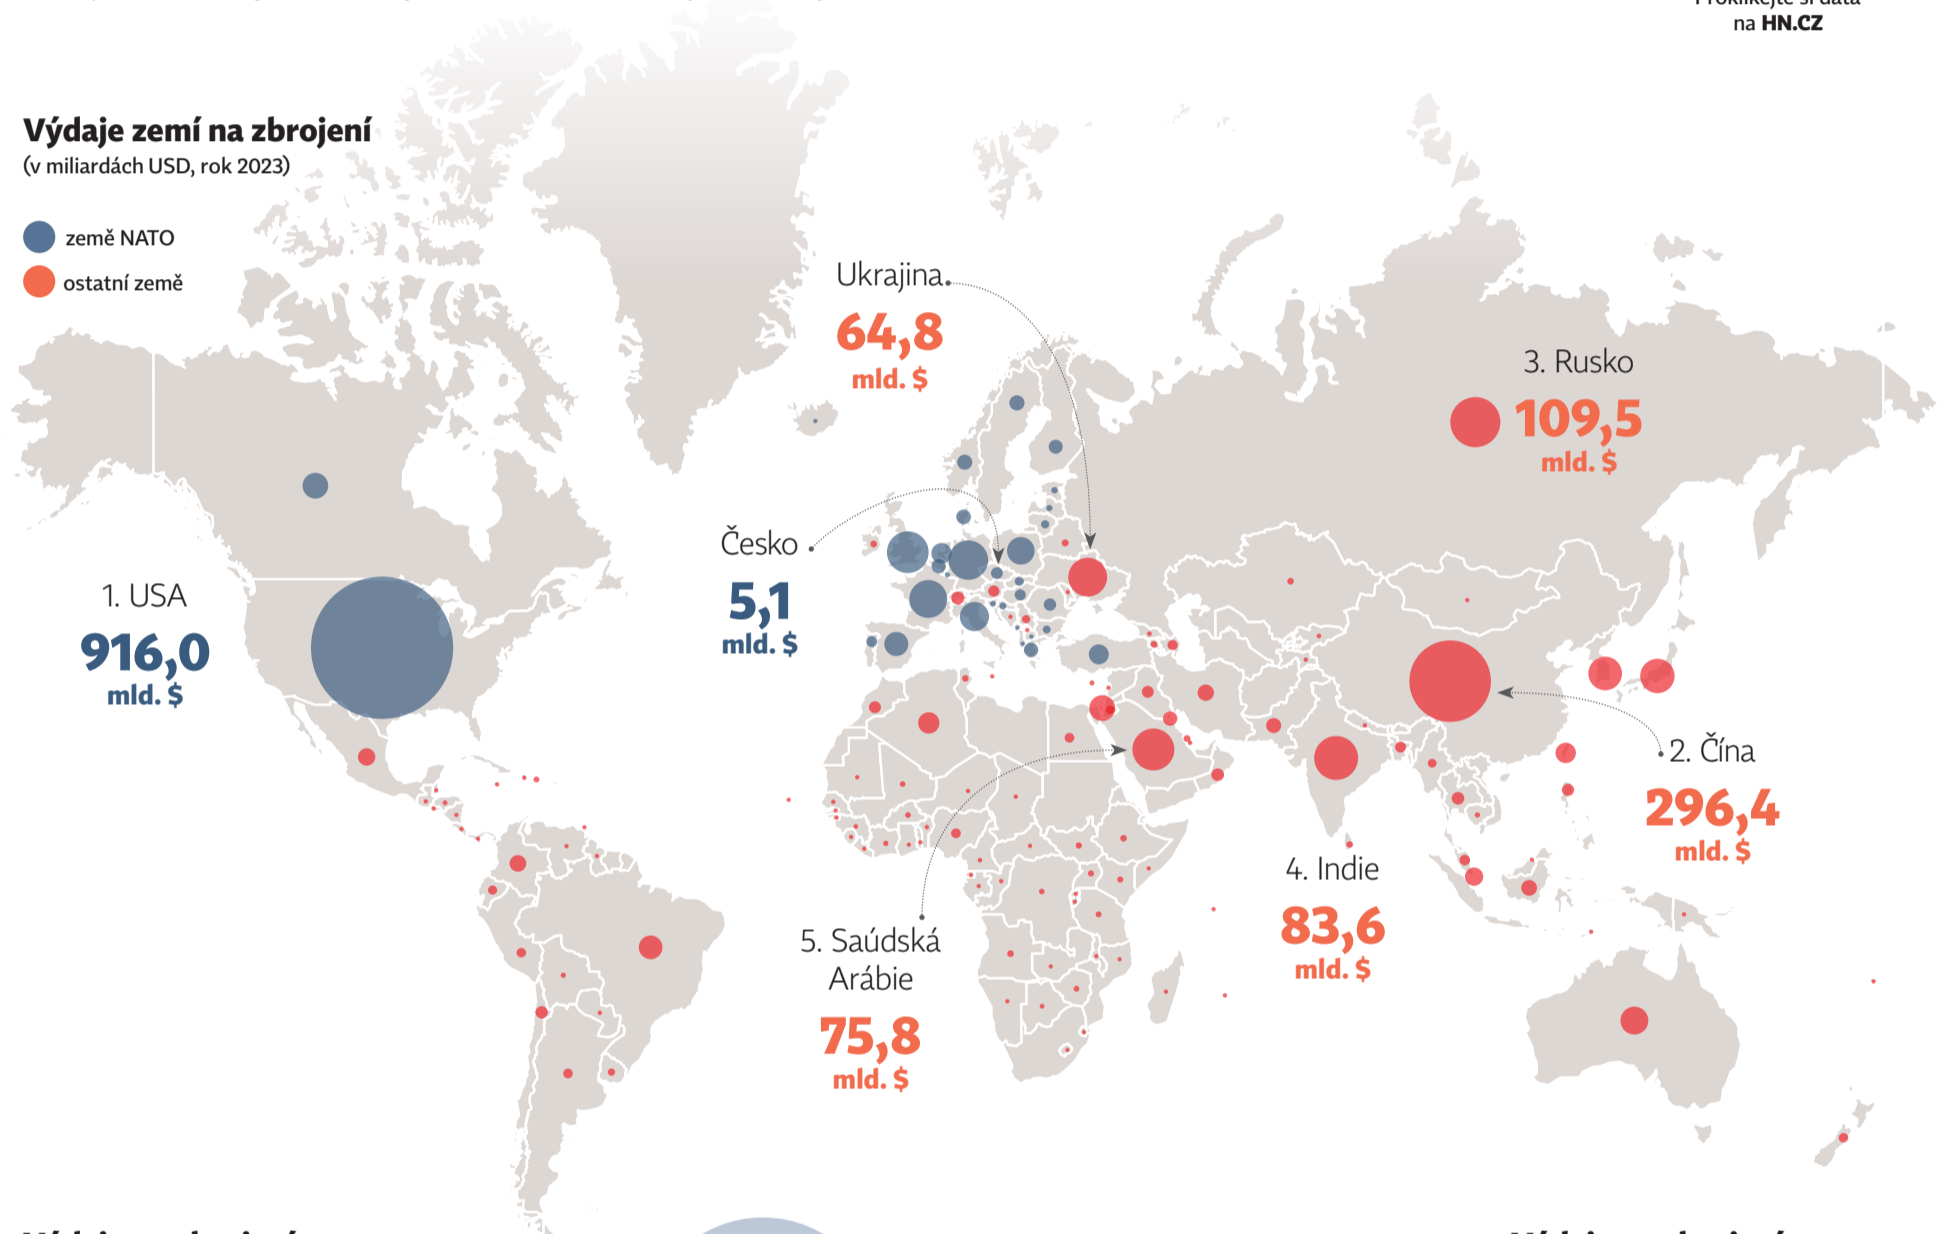 na HN.CZ
Výdaje zemí na zbrojení
(v miliardách USD, rok 2023)
země NATO
ostatní země
Ukrajina
64,8
mld. $
3. Rusko
109,5
mld. $
Česko
5,1
mld. $
1. USA
916,0
mld. $
2. Čína
296,4
mld. $
4. Indie
83,6
mld. $
5. Saúdská
Arábie
75,8
mld. $